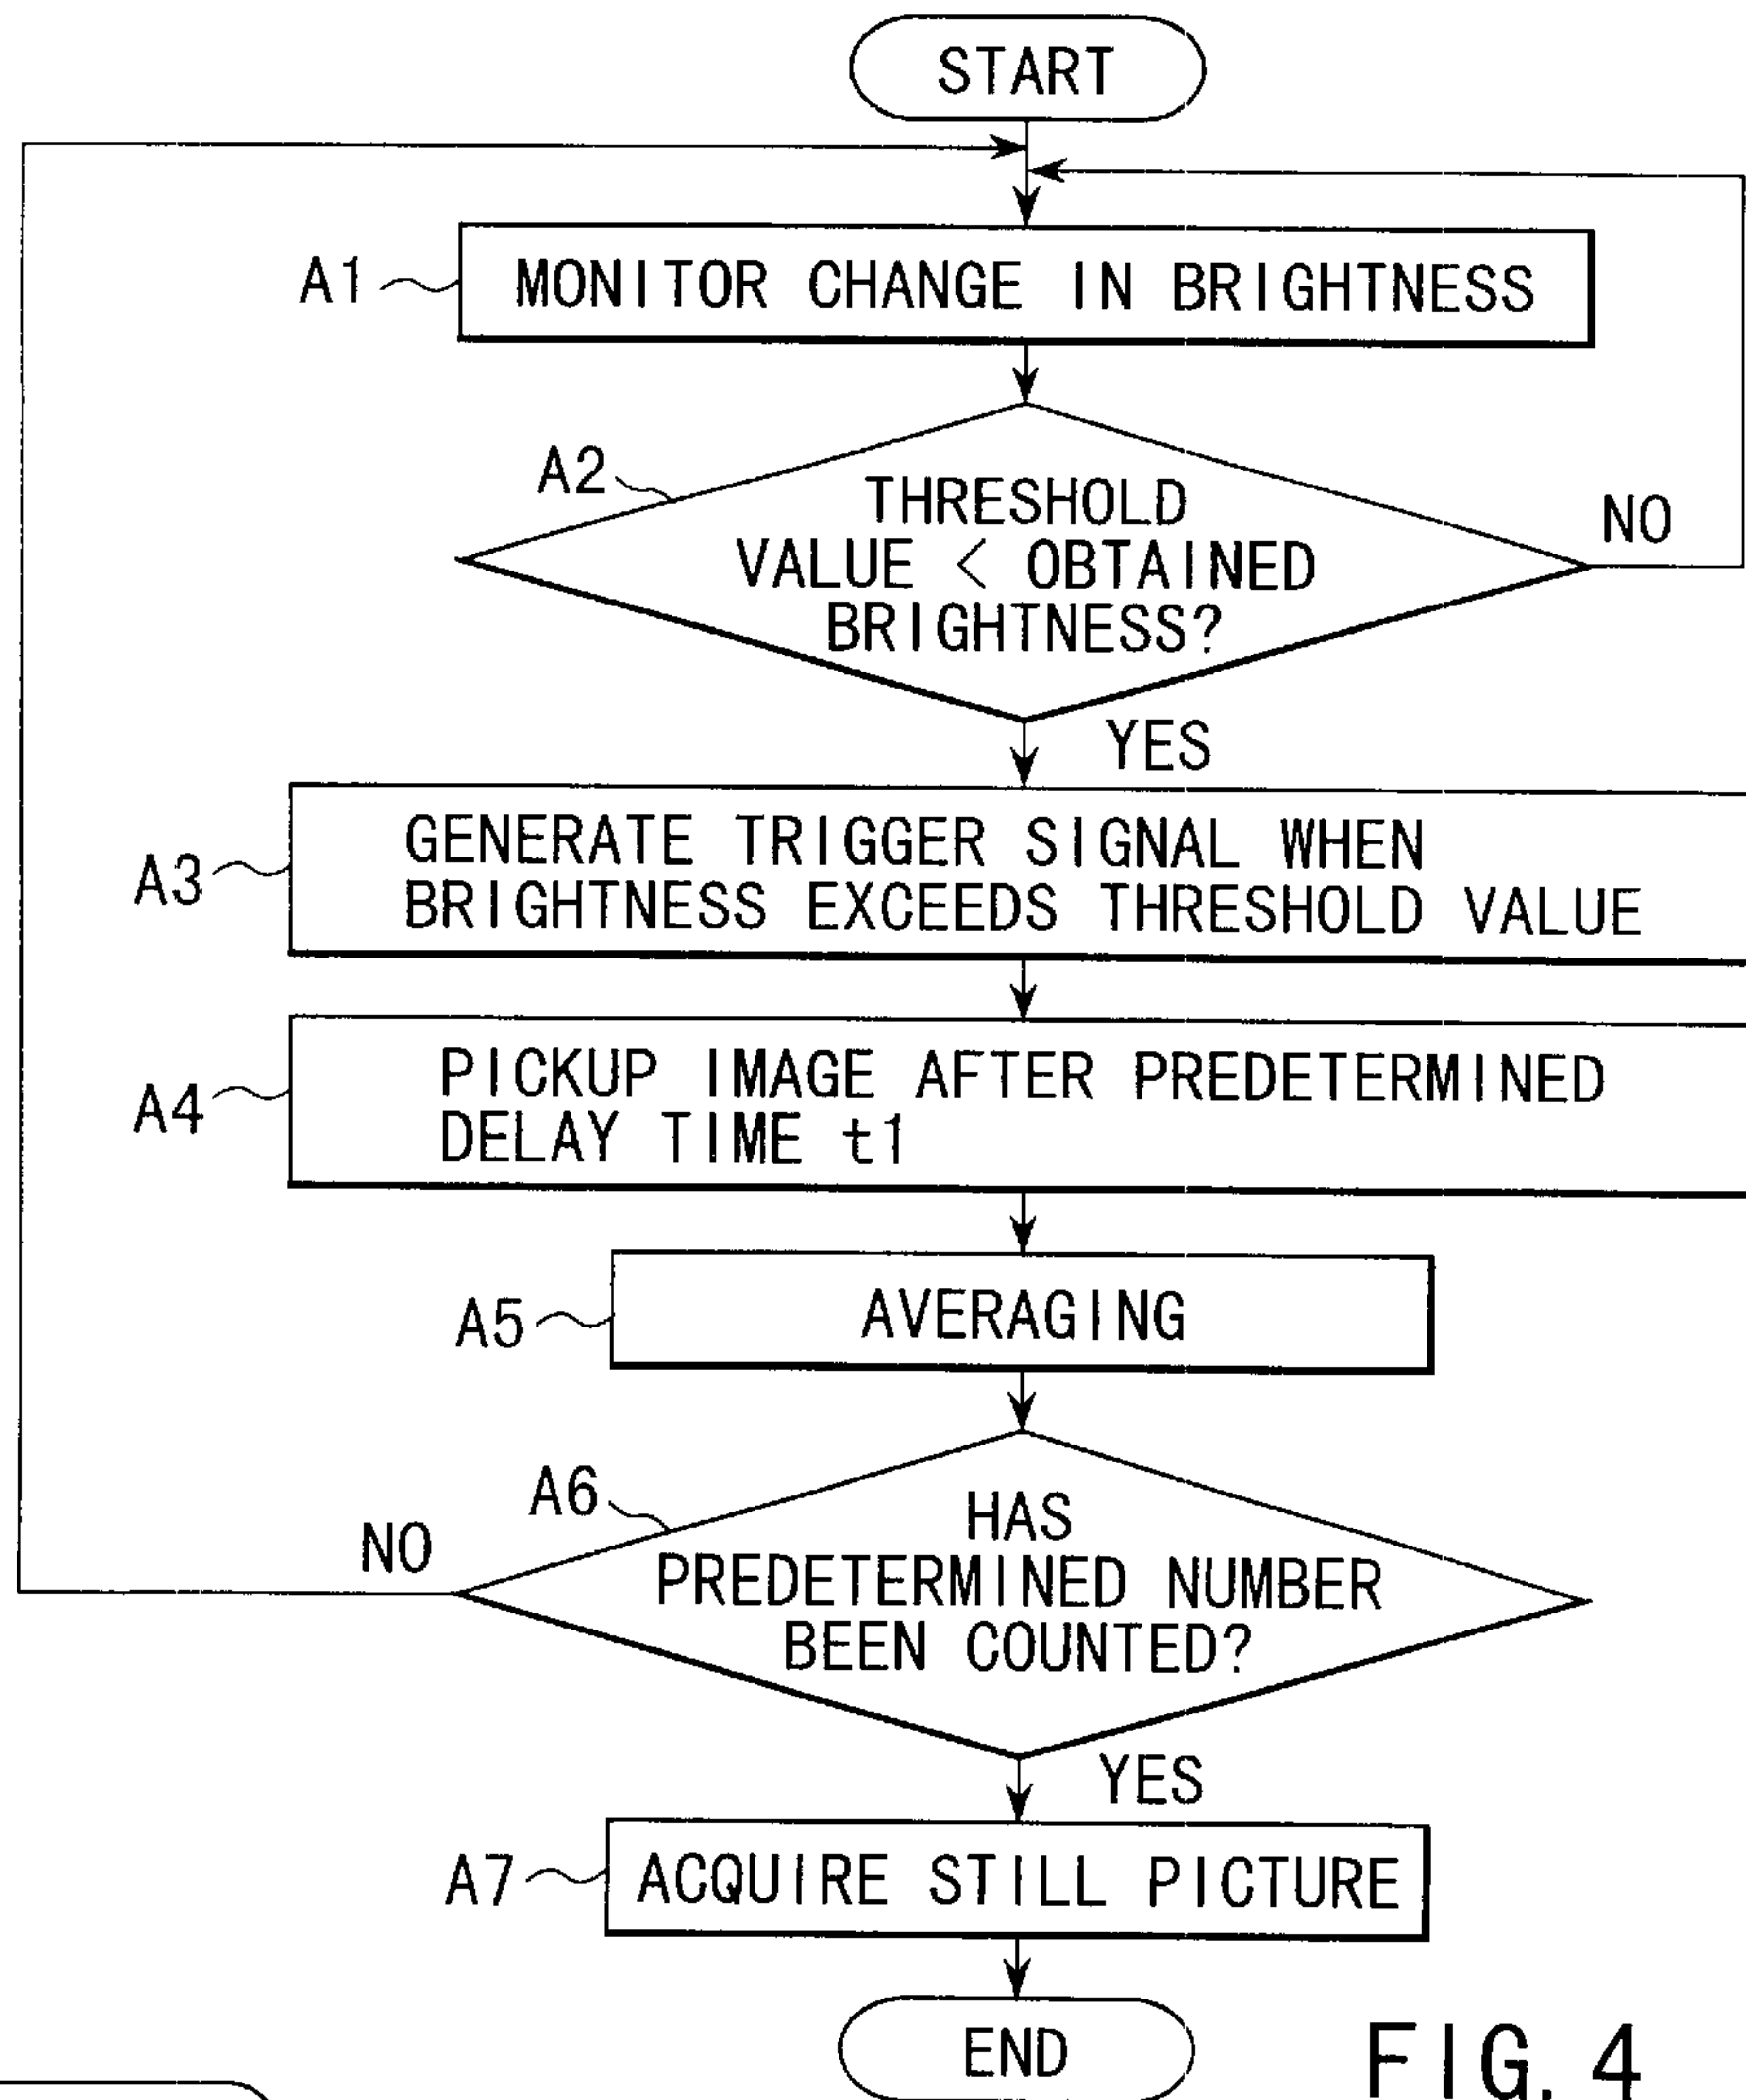 START
A1
MONITOR CHANGE IN BRIGHTNESS
A2
THRESHOLD
VALUE < OBTAINED
BRIGHTNESS?
NO
YES
A3
GENERATE TRIGGER SIGNAL WHEN
BRIGHTNESS EXCEEDS THRESHOLD VALUE
A4
PICKUP IMAGE AFTER PREDETERMINED
DELAY TIME t1
A5
AVERAGING
A6
HAS
PREDETERMINED NUMBER
BEEN COUNTED?
NO
YES
A7
ACQUIRE STILL PICTURE
END
FIG. 4